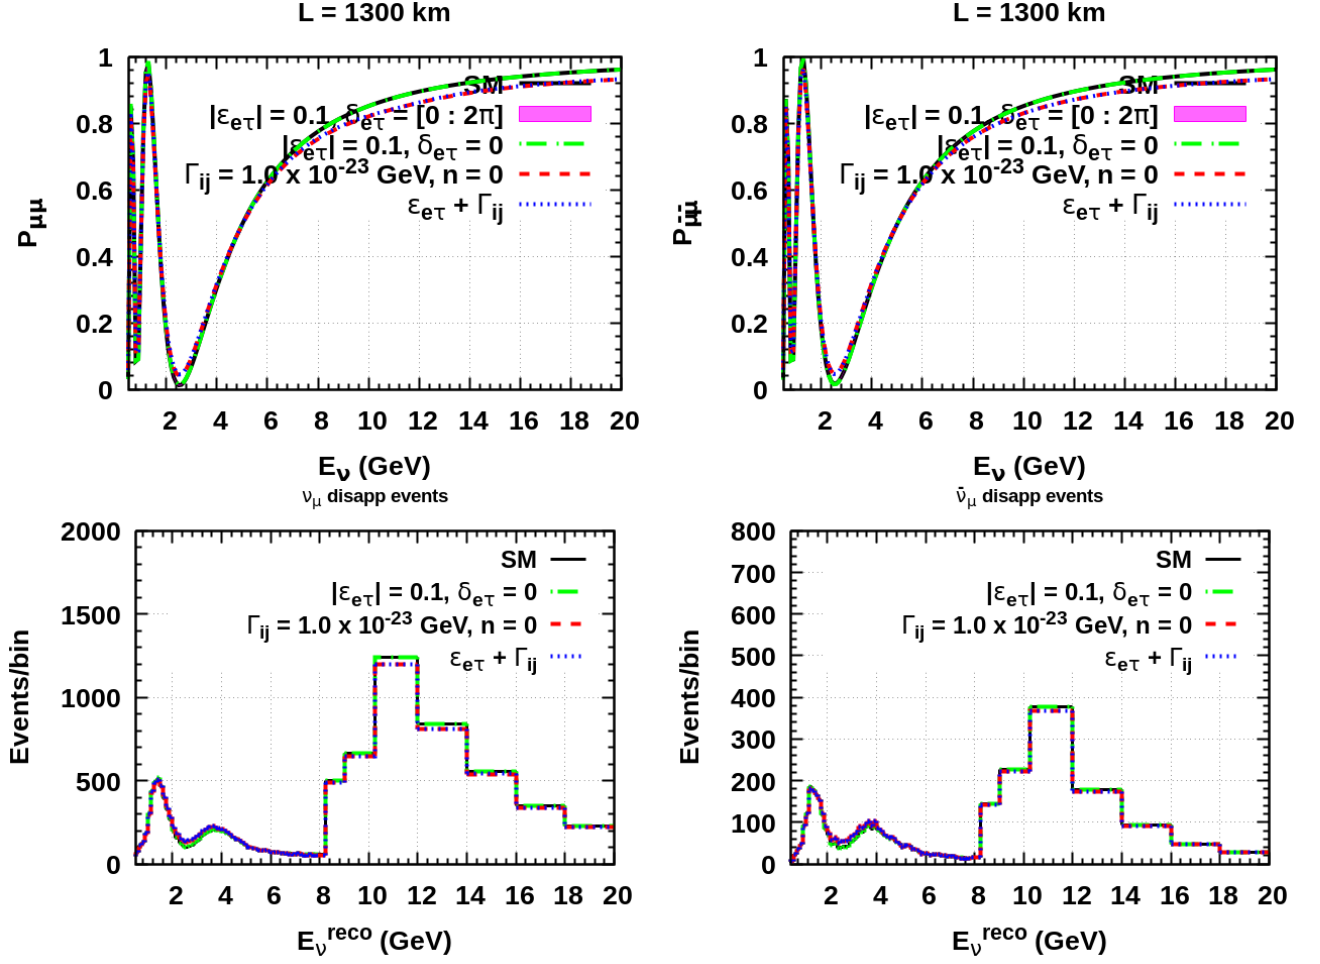 L = 1300 km
SM
|ε_eτ| = 0.1, δ_eτ = [0 : 2π]
|ε_eτ| = 0.1, δ_eτ = 0
Γ_ij = 1.0 x 10^-23 GeV, n = 0
ε_eτ + Γ_ij
P_μμ
1
0.8
0.6
0.4
0.2
0
2 4 6 8 10 12 14 16 18 20
E_ν (GeV)
L = 1300 km
SM
|ε_eτ| = 0.1, δ_eτ = [0 : 2π]
|ε_eτ| = 0.1, δ_eτ = 0
Γ_ij = 1.0 x 10^-23 GeV, n = 0
ε_eτ + Γ_ij
P_μ̄μ̄
1
0.8
0.6
0.4
0.2
0
2 4 6 8 10 12 14 16 18 20
E_ν (GeV)
ν_μ disapp events
SM
|ε_eτ| = 0.1, δ_eτ = 0
Γ_ij = 1.0 x 10^-23 GeV, n = 0
ε_eτ + Γ_ij
Events/bin
2000
1500
1000
500
0
2 4 6 8 10 12 14 16 18 20
E_ν^reco (GeV)
ν̄_μ disapp events
SM
|ε_eτ| = 0.1, δ_eτ = 0
Γ_ij = 1.0 x 10^-23 GeV, n = 0
ε_eτ + Γ_ij
Events/bin
800
700
600
500
400
300
200
100
0
2 4 6 8 10 12 14 16 18 20
E_ν^reco (GeV)